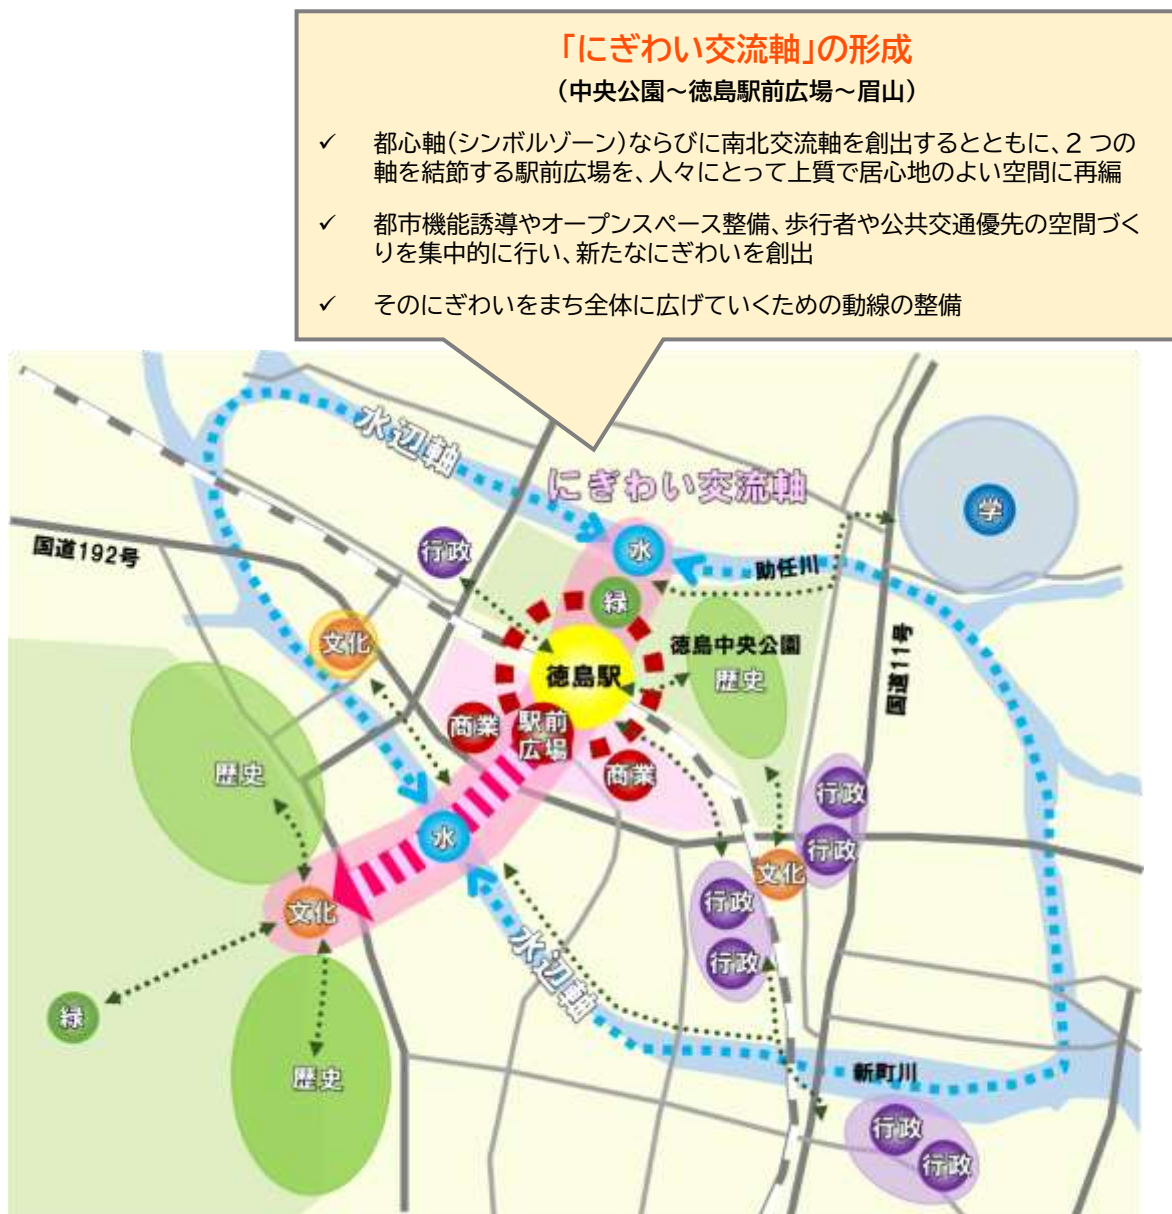 「にぎわい交流軸」の形成
（中央公園～徳島駅前広場～眉山）
✓ 都心軸（シンボルゾーン）ならびに南北交流軸を創出するとともに、２つの
軸を結節する駅前広場を、人々にとって上質で居心地のよい空間に再編
✓ 都市機能誘導やオープンスペース整備、歩行者や公共交通優先の空間づく
りを集中的に行い、新たなにぎわいを創出
✓ そのにぎわいをまち全体に広げていくための動線の整備
水辺軸
にぎわい交流軸
学
国道192号
行政
水
助任川
緑
文化
徳島駅
徳島中央公園
歴史
国道11号
商業
駅前
広場
商業
歴史
行政
水
行政
文化
行政
文化
行政
水辺軸
緑
歴史
新町川
行政
行政